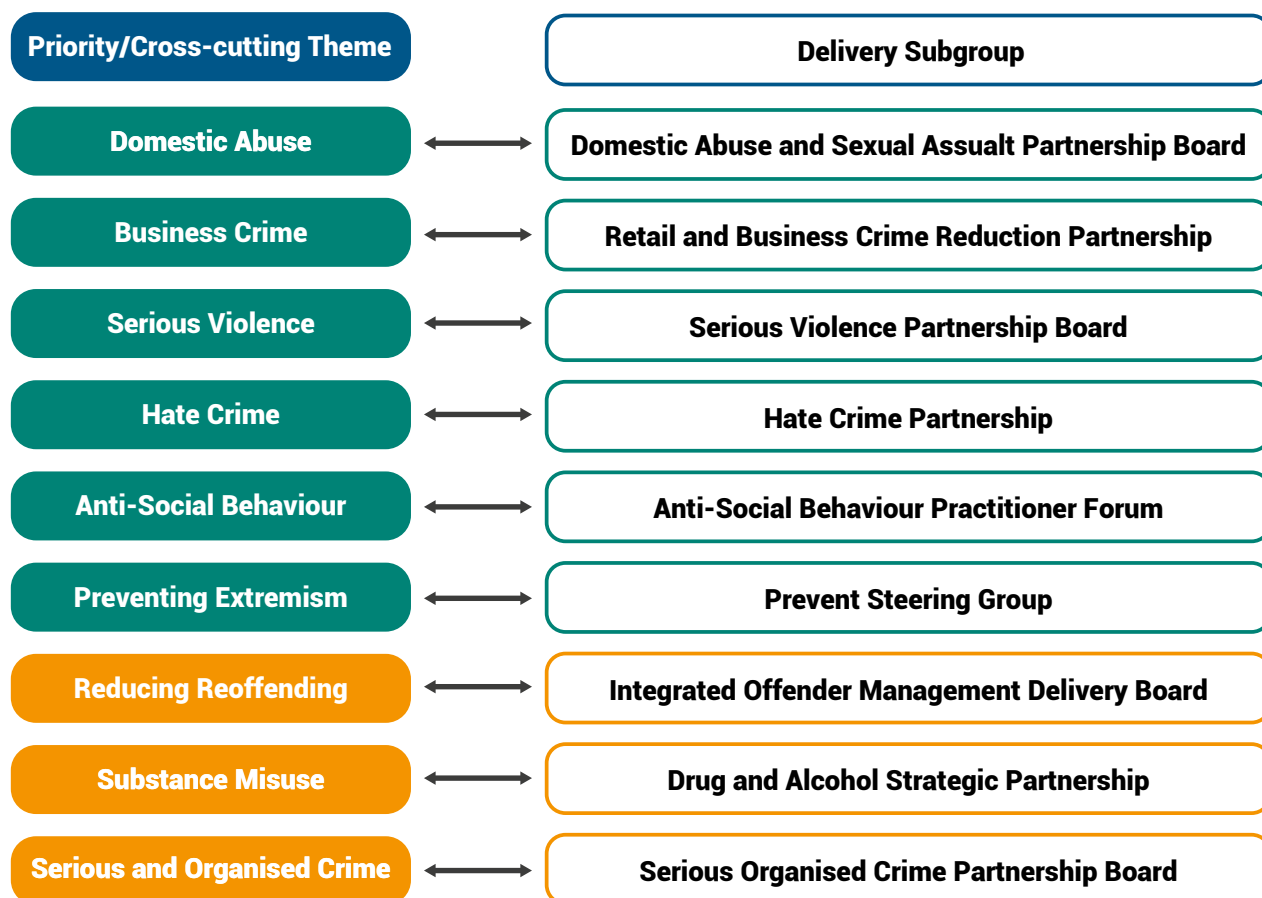 Priority/Cross-cutting Theme
Delivery Subgroup
Domestic Abuse
Domestic Abuse and Sexual Assualt Partnership Board
Business Crime
Retail and Business Crime Reduction Partnership
Serious Violence
Serious Violence Partnership Board
Hate Crime
Hate Crime Partnership
Anti-Social Behaviour
Anti-Social Behaviour Practitioner Forum
Preventing Extremism
Prevent Steering Group
Reducing Reoffending
Integrated Offender Management Delivery Board
Substance Misuse
Drug and Alcohol Strategic Partnership
Serious and Organised Crime
Serious Organised Crime Partnership Board